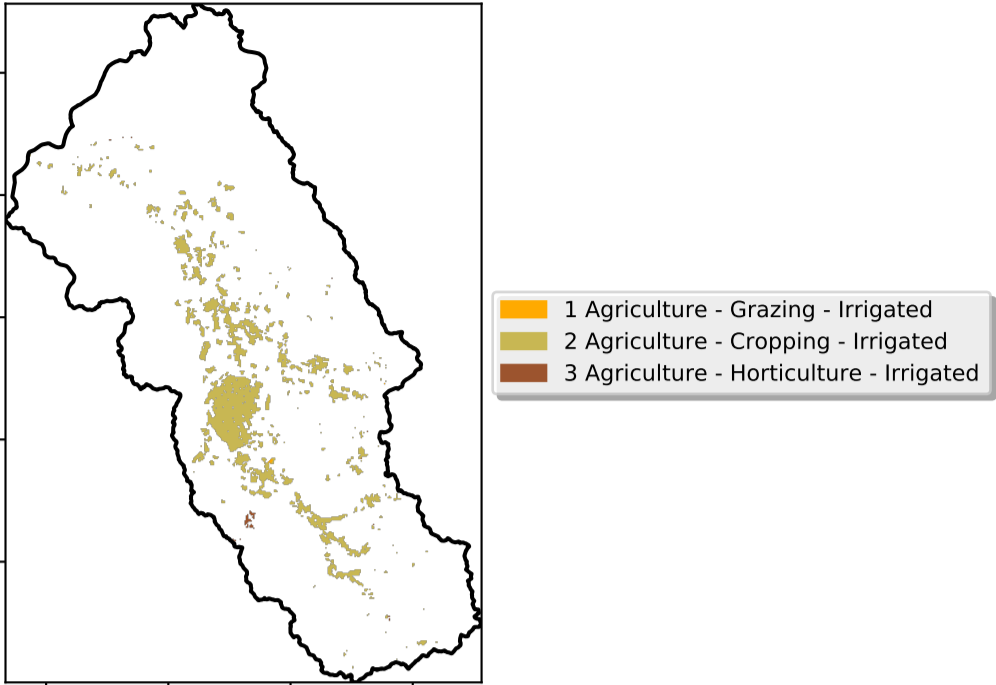 1 Agriculture - Grazing - Irrigated
2 Agriculture - Cropping - Irrigated
3 Agriculture - Horticulture - Irrigated